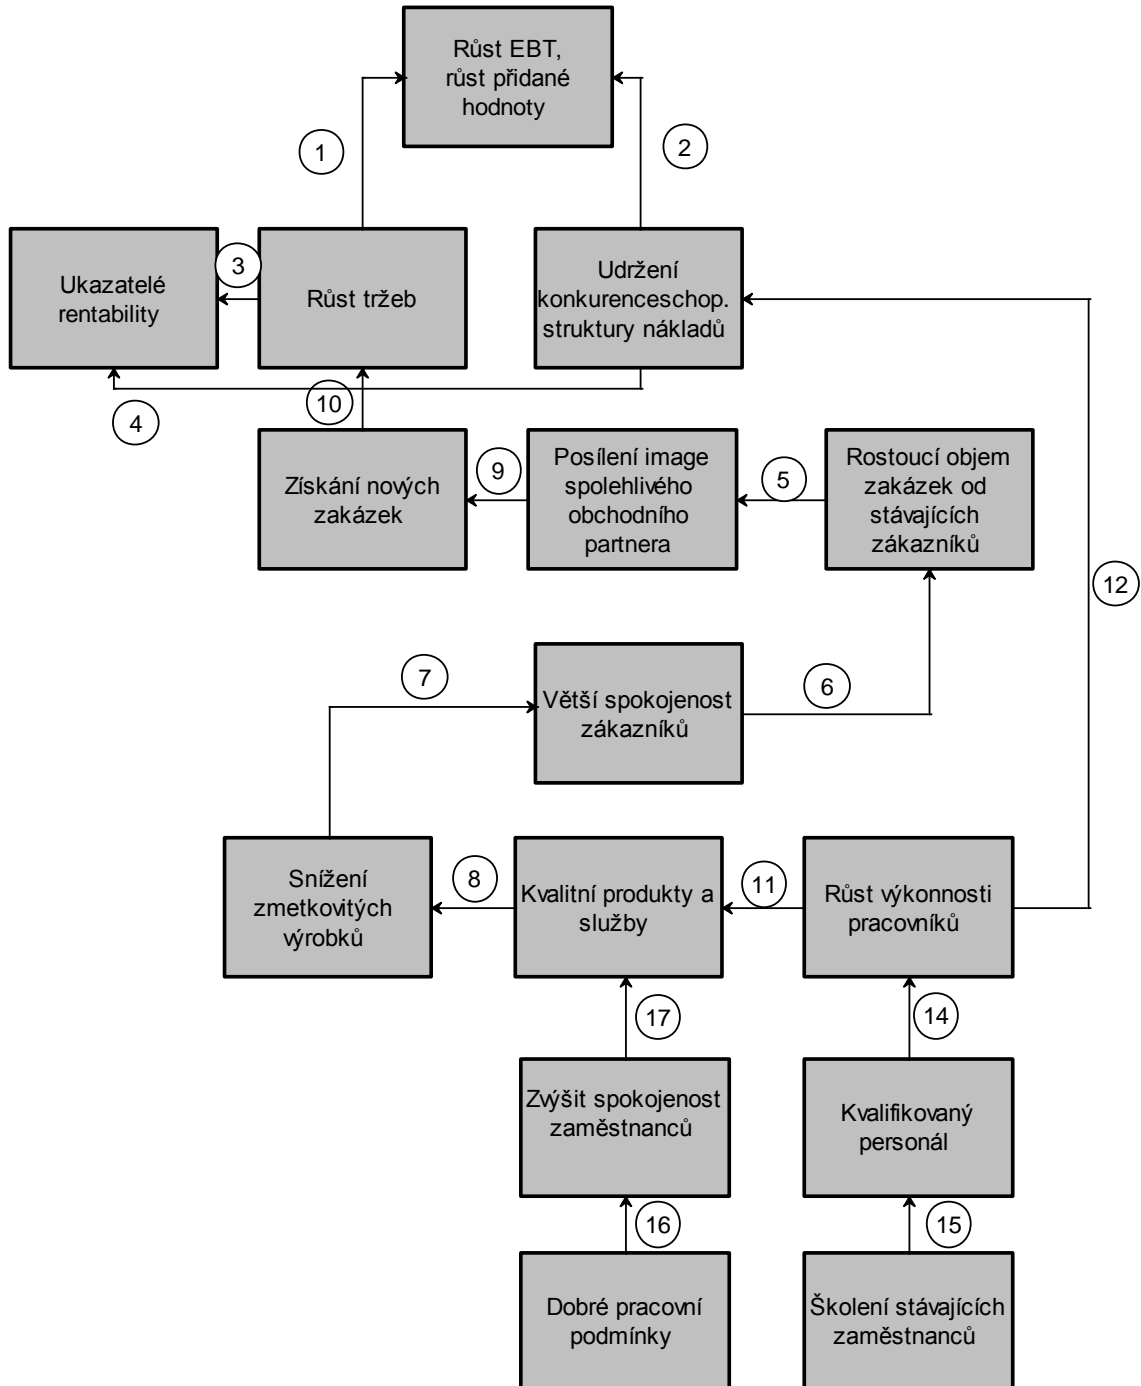 Růst EBT,
růst přidané
hodnoty
1
2
Ukazatelé
rentability
3
Růst tržeb
Udržení
konkurenceschop.
struktury nákladů
4
10
Získání nových
zakázek
9
Posílení image
spolehlivého
obchodního
partnera
5
Rostoucí objem
zakázek od
stávajících
zákazníků
12
7
Větší spokojenost
zákazníků
6
Snížení
zmetkovitých
výrobků
8
Kvalitní produkty a
služby
11
Růst výkonnosti
pracovníků
17
14
Zvýšit spokojenost
zaměstnanců
Kvalifikovaný
personál
16
15
Dobré pracovní
podmínky
Školení stávajících
zaměstnanců